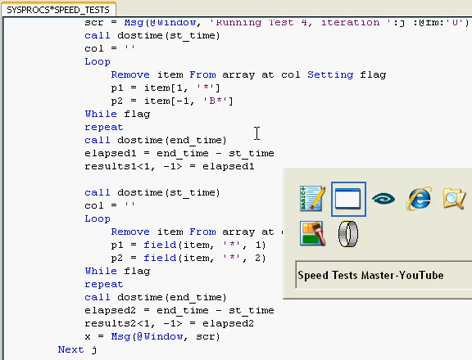 SYSPROCS*SPEED_TESTS
scr = Msg(@Window, 'Running Test 4, iteration ':j :@fm:'U')
call dostime(st_time)
col = ''
Loop
Remove item From array at col Setting flag
p1 = item[1, '*']
p2 = item[-1, 'B*']
While flag
repeat
call dostime(end_time)
elapsed1 = end_time - st_time
results1<1, -1> = elapsed1
call dostime(st_time)
col = ''
Loop
Remove item From array at
p1 = field(item, '*', 1)
p2 = field(item, '*', 2)
While flag
repeat
call dostime(end_time)
elapsed2 = end_time - st_time
results2<1, -1> = elapsed2
x = Msg(@Window, scr)
Next j
BASIC+
Speed Tests Master-YouTube